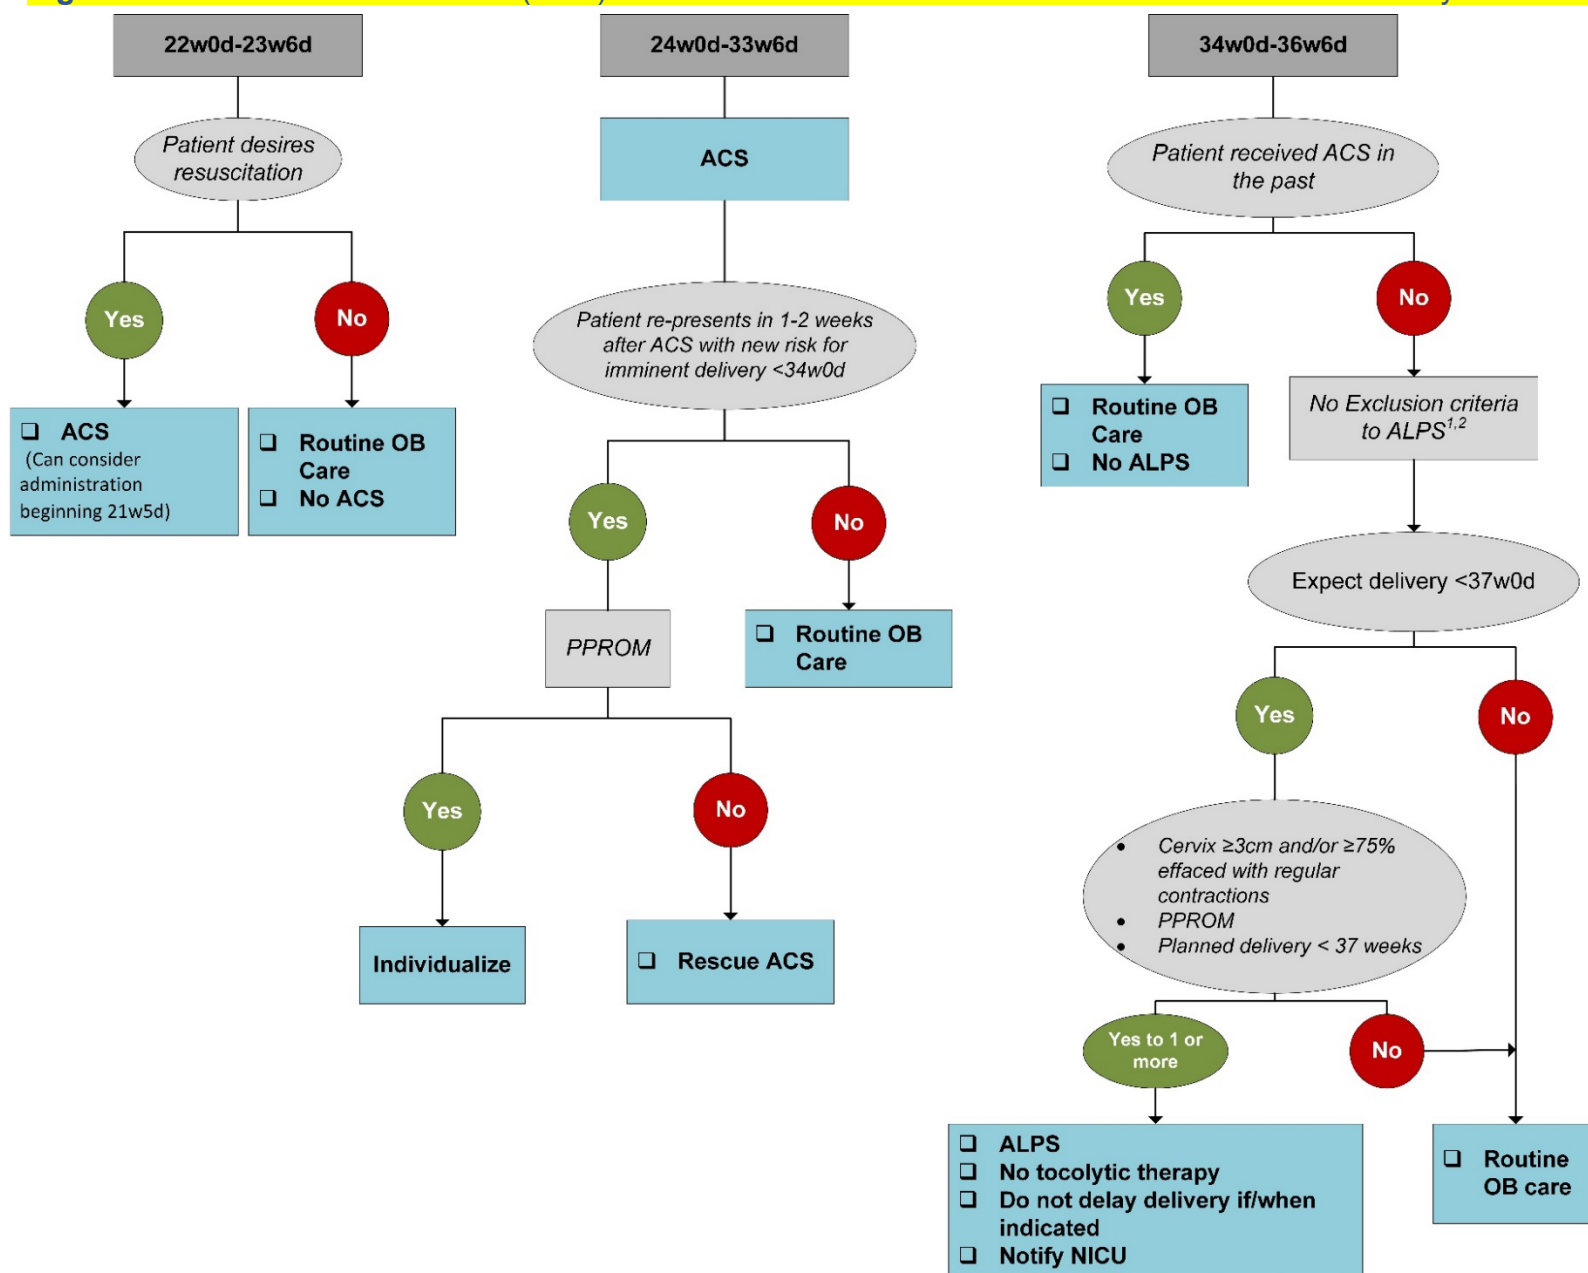 22w0d-23w6d
Patient desires
resuscitation
Yes
No
❑ ACS
(Can consider
administration
beginning 21w5d)
❑ Routine OB
Care
❑ No ACS
24w0d-33w6d
ACS
Patient re-presents in 1-2 weeks
after ACS with new risk for
imminent delivery <34w0d
Yes
No
PPROM
❑ Routine OB
Care
Yes
No
Individualize
❑ Rescue ACS
34w0d-36w6d
Patient received ACS in
the past
Yes
No
❑ Routine OB
Care
❑ No ALPS
No Exclusion criteria
to ALPS1,2
Expect delivery <37w0d
Yes
No
• Cervix ≥3cm and/or ≥75%
effaced with regular
contractions
• PPROM
• Planned delivery < 37 weeks
Yes to 1 or
more
No
❑ ALPS
❑ No tocolytic therapy
❑ Do not delay delivery if/when
indicated
❑ Notify NICU
❑ Routine
OB care